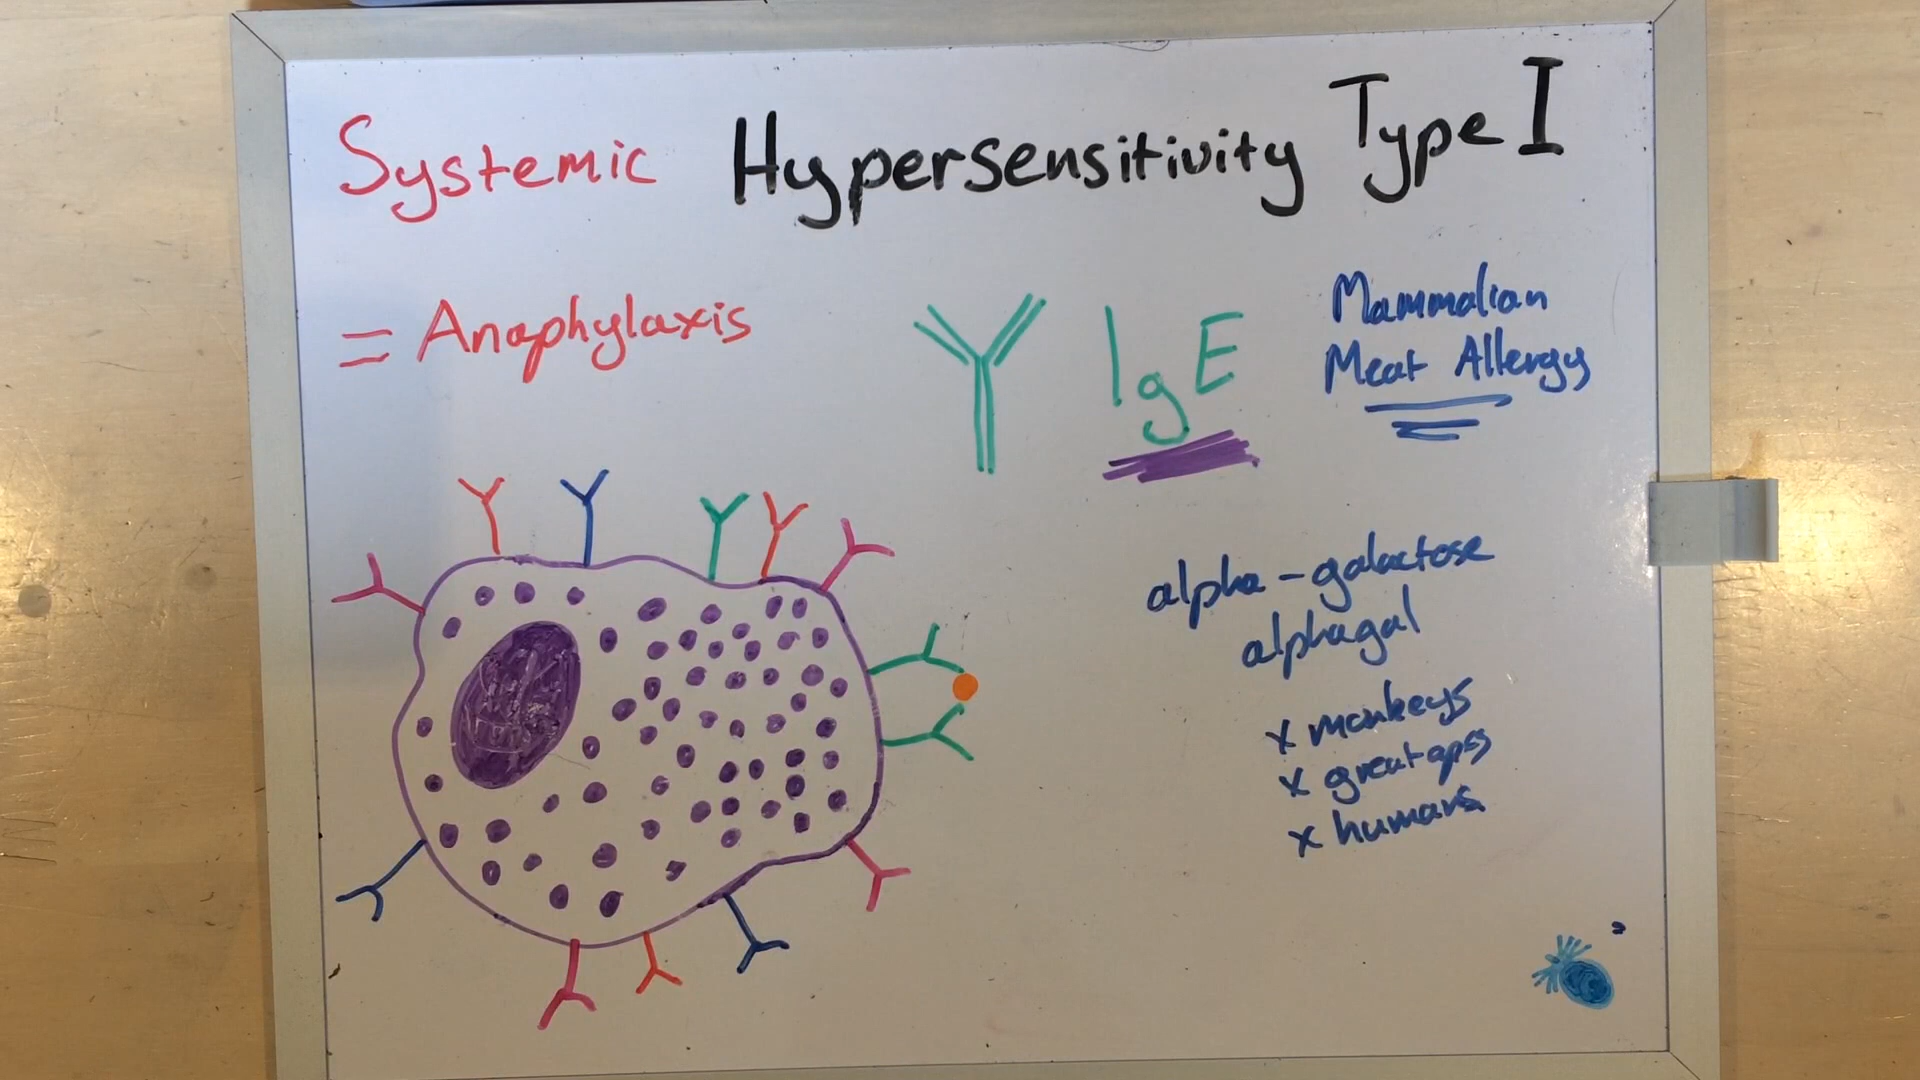 Systemic Hypersensitivity Type I
= Anaphylaxis
IgE
Mammalian
Meat Allergy
alpha-galactose
alphagal
x monkeys
x great apes
x humans